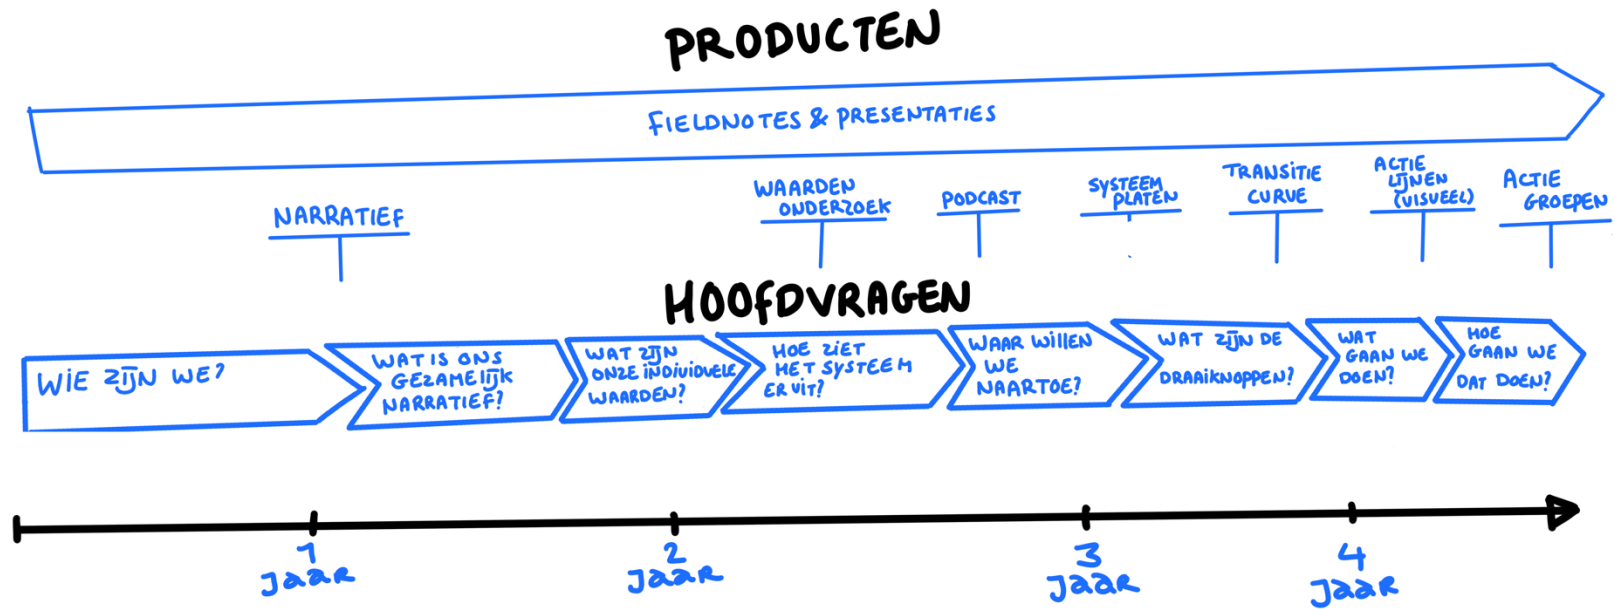 PRODUCTEN
FIELDNOTES & PRESENTATIES
NARRATIEF
WAARDEN
ONDERZOEK
PODCAST
SYSTEEM
PLATEN
TRANSITIE
CURVE
ACTIE
LIJNEN
(VISUEEL)
ACTIE
GROEPEN
HOOFDVRAGEN
WIE ZIJN WE?
WAT IS ONS
GEZAMELIJK
NARRATIEF?
WAT ZIJN
ONZE INDIVIDUELE
WAARDEN?
HOE ZIET
HET SYSTEEM
ER UIT?
WAAR WILLEN
WE
NAARTOE?
WAT ZIJN DE
DRAAIKNOPPEN?
WAT
GAAN WE
DOEN?
HOE
GAAN WE
DAT DOEN?
1
jaar
2
jaar
3
jaar
4
jaar